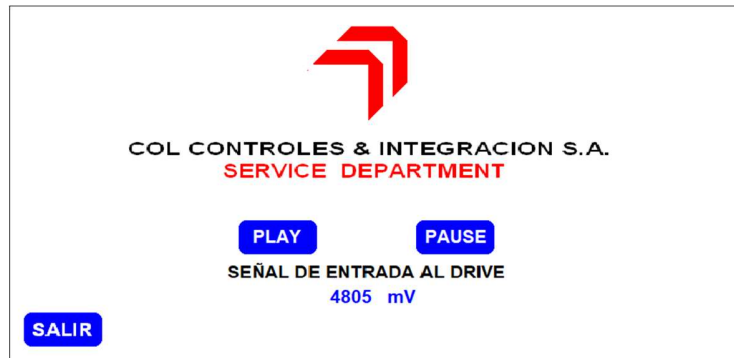 COL CONTROLES & INTEGRACION S.A.
SERVICE DEPARTMENT
PLAY PAUSE
SEÑAL DE ENTRADA AL DRIVE
4805 mV
SALIR